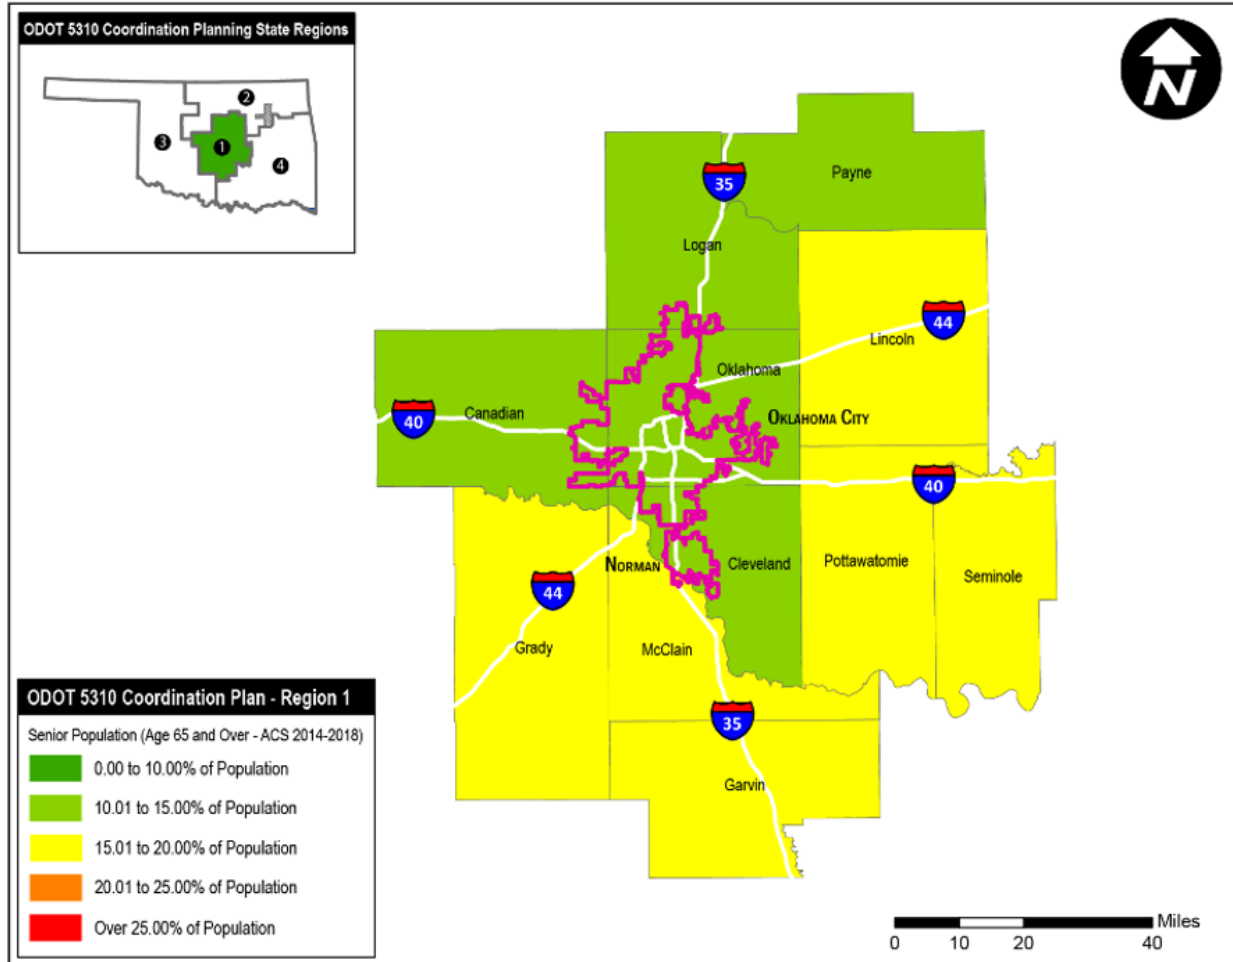 ODOT 5310 Coordination Planning State Regions
2
3
1
4
N
Payne
35
Logan
44
Lincoln
Oklahoma
Canadian
40
OKLAHOMA CITY
40
NORMAN
Cleveland
Pottawatomie
Seminole
44
Grady
McClain
35
Garvin
ODOT 5310 Coordination Plan - Region 1
Senior Population (Age 65 and Over - ACS 2014-2018)
0.00 to 10.00% of Population
10.01 to 15.00% of Population
15.01 to 20.00% of Population
20.01 to 25.00% of Population
Over 25.00% of Population
Miles
0 10 20 40